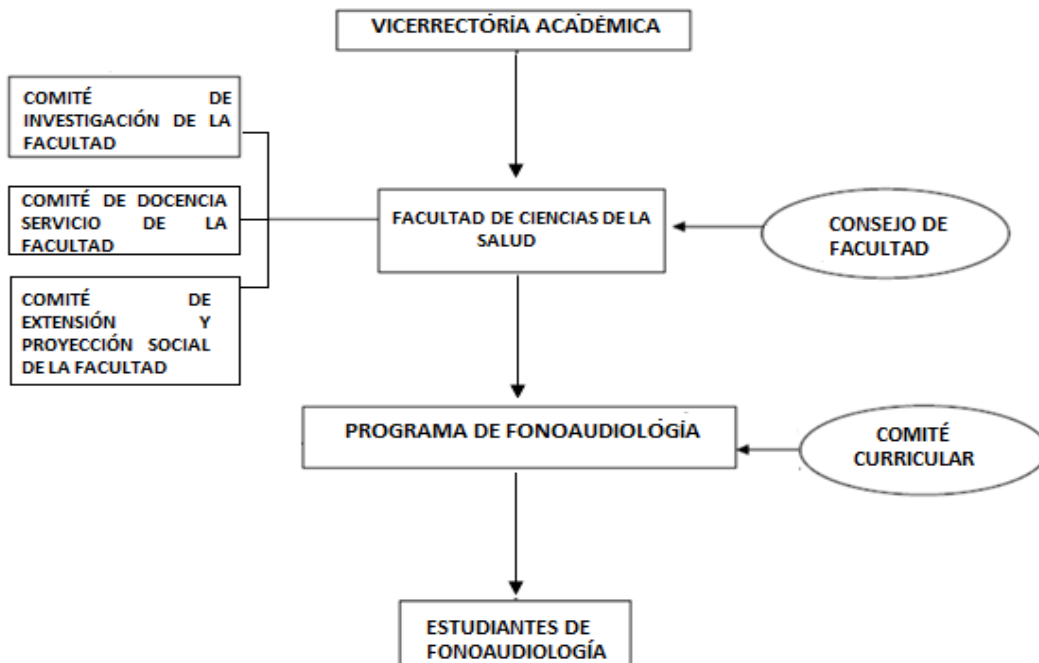 VICERRECTORÍA ACADÉMICA
COMITÉ DE
INVESTIGACIÓN DE LA
FACULTAD
COMITÉ DE DOCENCIA
SERVICIO DE LA
FACULTAD
COMITÉ DE
EXTENSIÓN Y
PROYECCIÓN SOCIAL
DE LA FACULTAD
FACULTAD DE CIENCIAS DE LA
SALUD
CONSEJO DE
FACULTAD
PROGRAMA DE FONOAUDIOLOGÍA
COMITÉ
CURRICULAR
ESTUDIANTES DE
FONOAUDIOLOGÍA